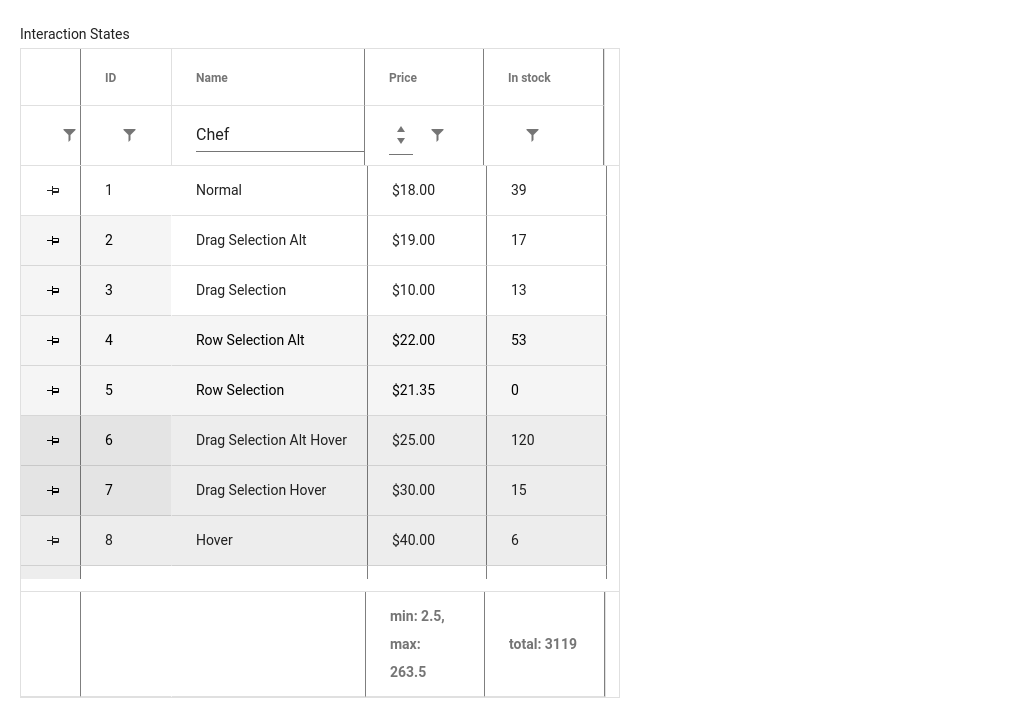 Interaction States
ID Name Price In stock
Chef
1 Normal $18.00 39
2 Drag Selection Alt $19.00 17
3 Drag Selection $10.00 13
4 Row Selection Alt $22.00 53
5 Row Selection $21.35 0
6 Drag Selection Alt Hover $25.00 120
7 Drag Selection Hover $30.00 15
8 Hover $40.00 6
min: 2.5,
max:
263.5
total: 3119